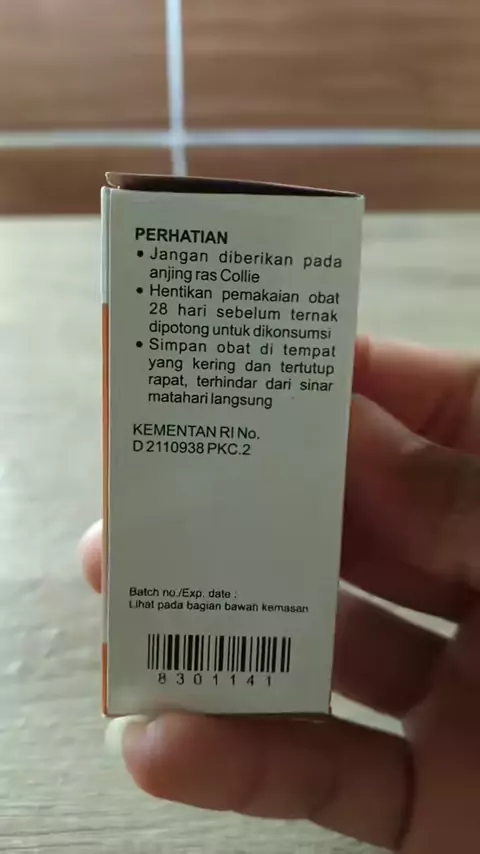 PERHATIAN
• Jangan diberikan pada
anjing ras Collie
• Hentikan pemakaian obat
28 hari sebelum ternak
dipotong untuk dikonsumsi
• Simpan obat di tempat
yang kering dan tertutup
rapat, terhindar dari sinar
matahari langsung
KEMENTAN RI No.
D 2110938 PKC.2
Batch no./Exp. date :
Lihat pada bagian bawah kemasan
8301141